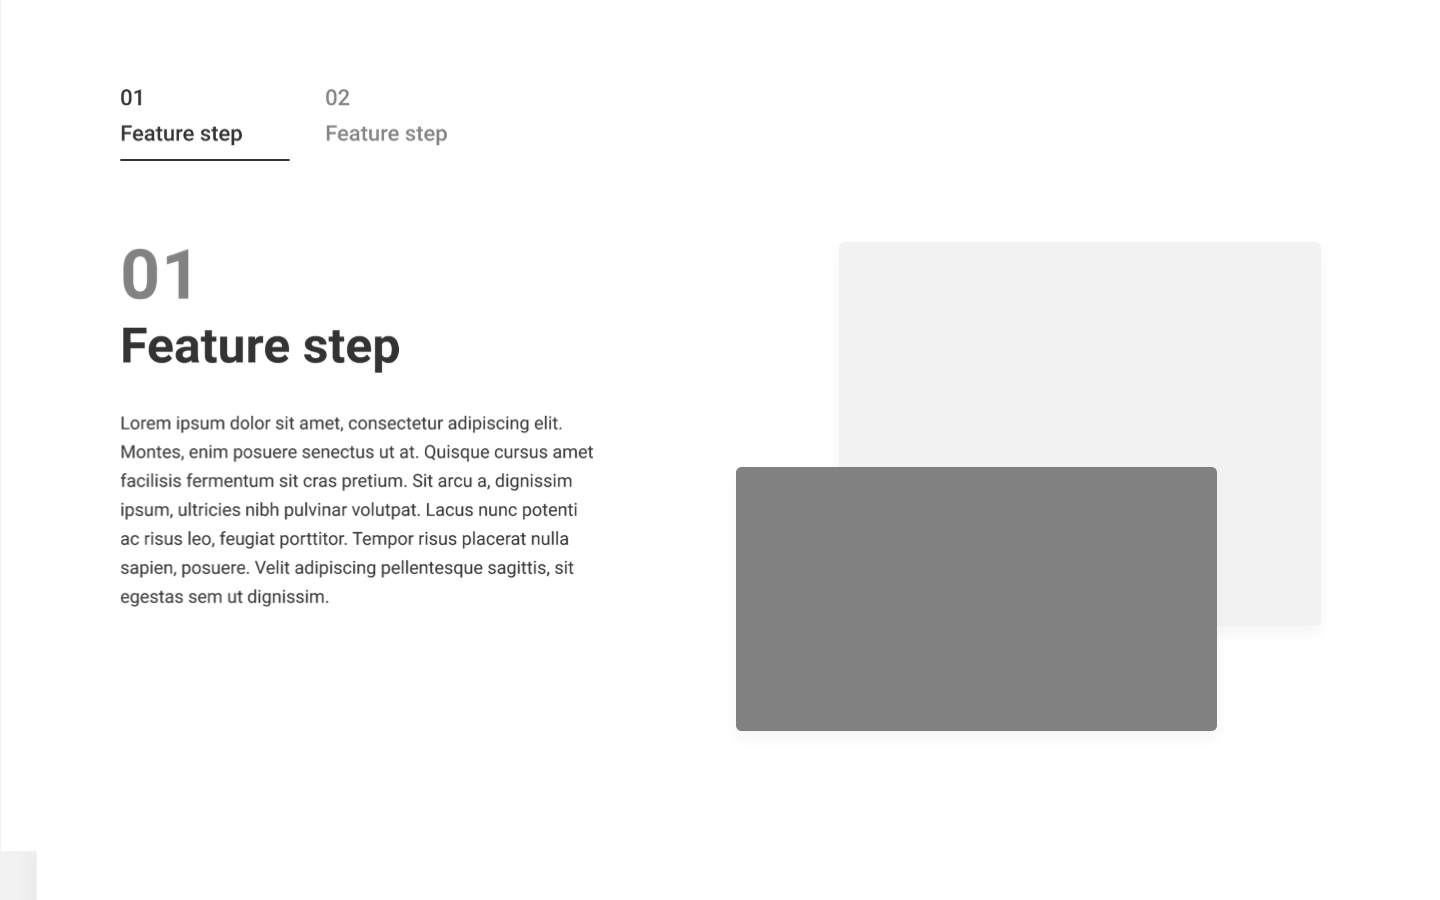 01
Feature step
02
Feature step
01
Feature step
Lorem ipsum dolor sit amet, consectetur adipiscing elit.
Montes, enim posuere senectus ut at. Quisque cursus amet
facilisis fermentum sit cras pretium. Sit arcu a, dignissim
ipsum, ultricies nibh pulvinar volutpat. Lacus nunc potenti
ac risus leo, feugiat porttitor. Tempor risus placerat nulla
sapien, posuere. Velit adipiscing pellentesque sagittis, sit
egestas sem ut dignissim.